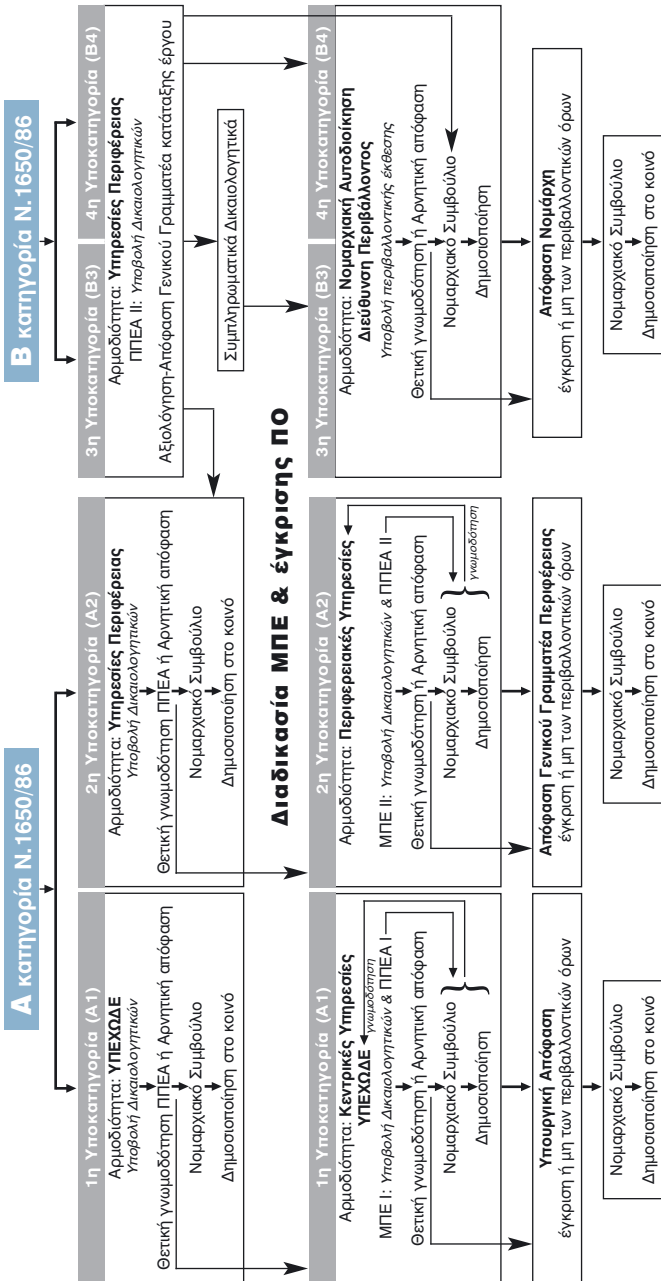 Α κατηγορία Ν.1650/86
Β κατηγορία Ν.1650/86
1η Υποκατηγορία (Α1)
Αρμοδιότητα: ΥΠΕΧΩΔΕ
Υποβολή Δικαιολογητικών
Θετική γνωμοδότηση ΠΠΕΑ ή Αρνητική απόφαση
Νομαρχιακό Συμβούλιο
Δημοσιοποίηση στο κοινό
2η Υποκατηγορία (Α2)
Αρμοδιότητα: Υπηρεσίες Περιφέρειας
Υποβολή Δικαιολογητικών
Θετική γνωμοδότηση ΠΠΕΑ ή Αρνητική απόφαση
Νομαρχιακό Συμβούλιο
Δημοσιοποίηση στο κοινό
3η Υποκατηγορία (Β3)
4η Υποκατηγορία (Β4)
Αρμοδιότητα: Υπηρεσίες Περιφέρειας
ΠΠΕΑ ΙΙ: Υποβολή Δικαιολογητικών
Αξιολόγηση-Απόφαση Γενικού Γραμματέα κατάταξης έργου
Συμπληρωματικά Δικαιολογητικά
Διαδικασία ΜΠΕ & έγκρισης ΠΟ
1η Υποκατηγορία (Α1)
Αρμοδιότητα: Κεντρικές Υπηρεσίες
ΥΠΕΧΩΔΕ
γνωμοδότηση
ΜΠΕ Ι: Υποβολή Δικαιολογητικών & ΠΠΕΑ Ι
Θετική γνωμοδότηση ή Αρνητική απόφαση
Νομαρχιακό Συμβούλιο
Δημοσιοποίηση
2η Υποκατηγορία (Α2)
Αρμοδιότητα: Περιφερειακές Υπηρεσίες
ΜΠΕ ΙΙ: Υποβολή Δικαιολογητικών & ΠΠΕΑ ΙΙ
Θετική γνωμοδότηση ή Αρνητική απόφαση
Νομαρχιακό Συμβούλιο
γνωμοδότηση
Δημοσιοποίηση
3η Υποκατηγορία (Β3)
4η Υποκατηγορία (Β4)
Αρμοδιότητα: Νομαρχιακή Αυτοδιοίκηση
Διεύθυνση Περιβάλλοντος
Υποβολή περιβαλλοντικής έκθεσης
Θετική γνωμοδότηση ή Αρνητική απόφαση
Νομαρχιακό Συμβούλιο
Δημοσιοποίηση
Υπουργική Απόφαση
έγκριση ή μη των περιβαλλοντικών όρων
Απόφαση Γενικού Γραμματέα Περιφέρειας
έγκριση ή μη των περιβαλλοντικών όρων
Απόφαση Νομάρχη
έγκριση ή μη των περιβαλλοντικών όρων
Νομαρχιακό Συμβούλιο
Δημοσιοποίηση στο κοινό
Νομαρχιακό Συμβούλιο
Δημοσιοποίηση στο κοινό
Νομαρχιακό Συμβούλιο
Δημοσιοποίηση στο κοινό